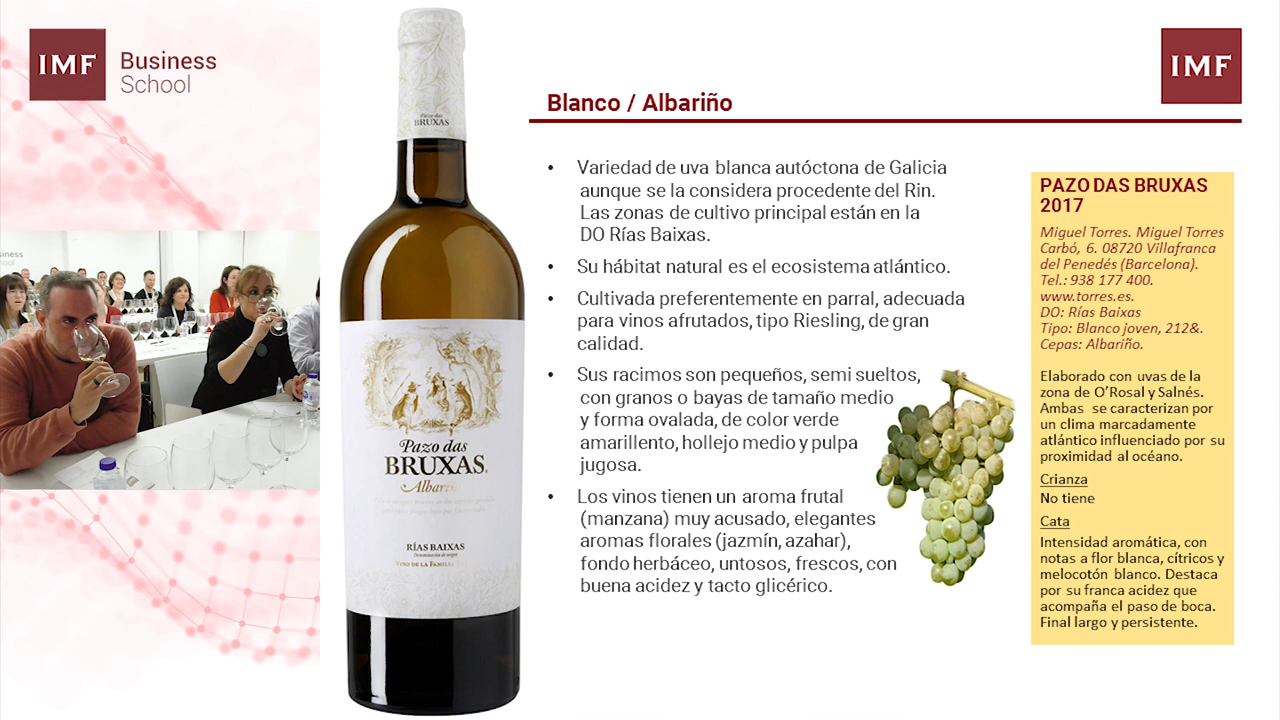 IMF
Business
School
IMF
Blanco / Albariño
Variedad de uva blanca autóctona de Galicia
aunque se la considera procedente del Rin.
Las zonas de cultivo principal están en la
DO Rías Baixas.
Su hábitat natural es el ecosistema atlántico.
Cultivada preferentemente en parral, adecuada
para vinos afrutados, tipo Riesling, de gran
calidad.
Sus racimos son pequeños, semi sueltos,
con granos o bayas de tamaño medio
y forma ovalada, de color verde
amarillento, hollejo medio y pulpa
jugosa.
Los vinos tienen un aroma frutal
(manzana) muy acusado, elegantes
aromas florales (jazmín, azahar),
fondo herbáceo, untosos, frescos, con
buena acidez y tacto glicérico.
PAZO DAS BRUXAS
2017
Miguel Torres. Miguel Torres
Carbó, 6. 08720 Villafranca
del Penedés (Barcelona).
Tel.: 938 177 400.
www.torres.es.
DO: Rías Baixas
Tipo: Blanco joven, 212&.
Cepas: Albariño.
Elaborado con uvas de la
zona de O’Rosal y Salnés.
Ambas se caracterizan por
un clima marcadamente
atlántico influenciado por su
proximidad al océano.
Crianza
No tiene
Cata
Intensidad aromática, con
notas a flor blanca, cítricos y
melocotón blanco. Destaca
por su franca acidez que
acompaña el paso de boca.
Final largo y persistente.
Pazo das
BRUXAS
Pazo das
BRUXAS
Albariño
RÍAS BAIXAS
Denominación de origen